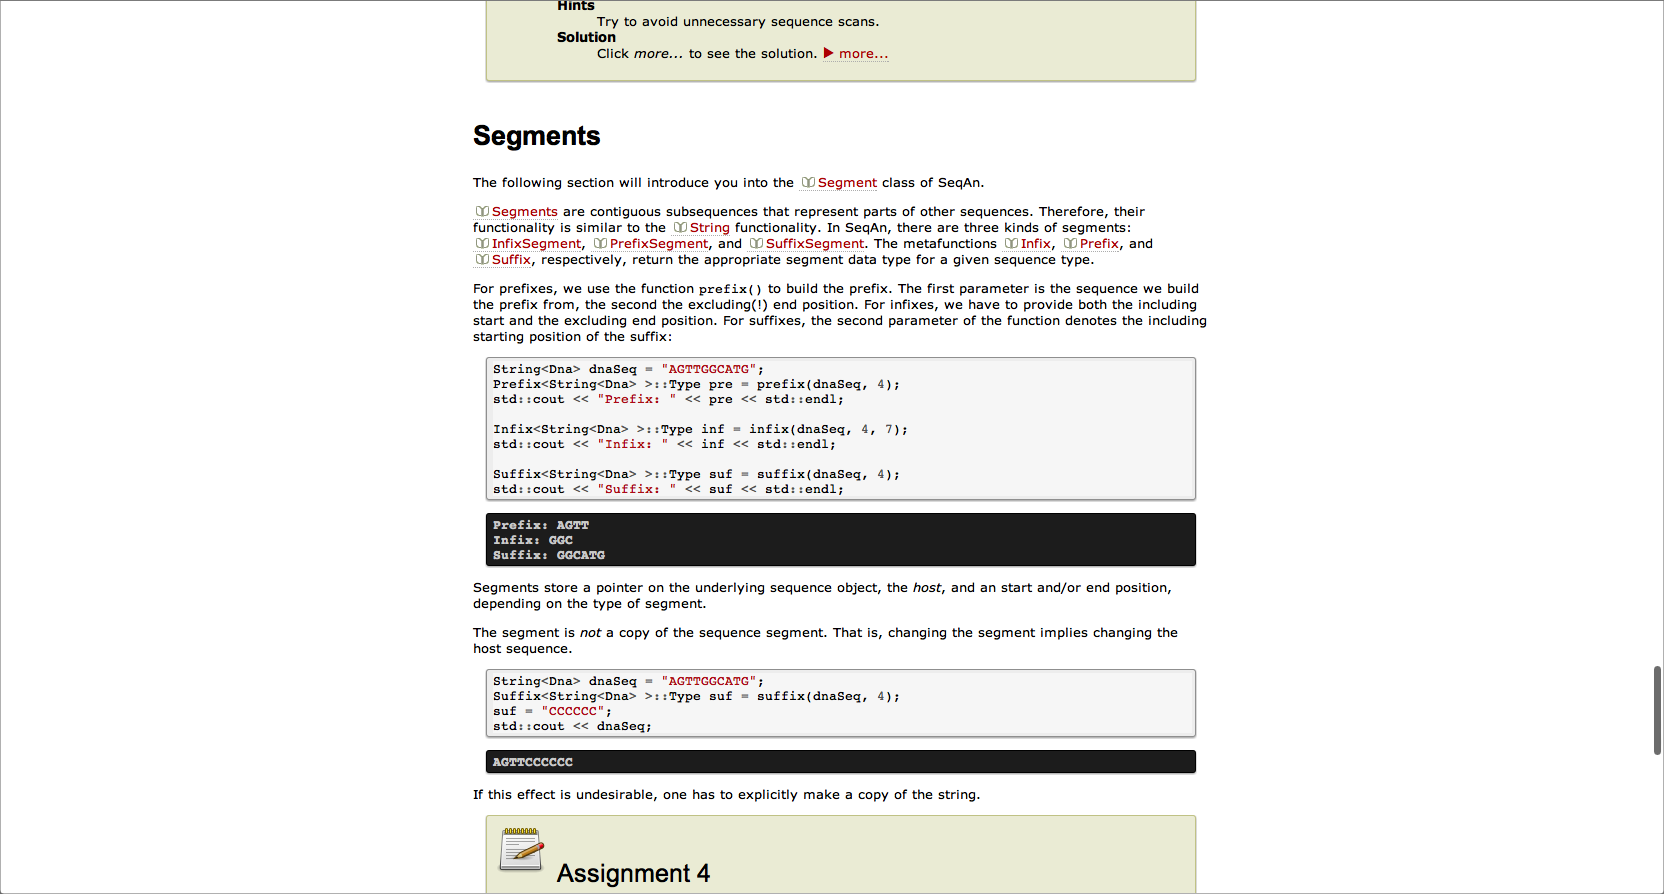 Hints
Try to avoid unnecessary sequence scans.
Solution
Click more... to see the solution. ▶ more...
Segments
The following section will introduce you into the Segment class of SeqAn.
Segments are contiguous subsequences that represent parts of other sequences. Therefore, their
functionality is similar to the String functionality. In SeqAn, there are three kinds of segments:
InfixSegment, PrefixSegment, and SuffixSegment. The metafunctions Infix, Prefix, and
Suffix, respectively, return the appropriate segment data type for a given sequence type.
For prefixes, we use the function prefix() to build the prefix. The first parameter is the sequence we build
the prefix from, the second the excluding(!) end position. For infixes, we have to provide both the including
start and the excluding end position. For suffixes, the second parameter of the function denotes the including
starting position of the suffix:
String<Dna> dnaSeq = "AGTTGGCATG";
Prefix<String<Dna> >::Type pre = prefix(dnaSeq, 4);
std::cout << "Prefix: " << pre << std::endl;
Infix<String<Dna> >::Type inf = infix(dnaSeq, 4, 7);
std::cout << "Infix: " << inf << std::endl;
Suffix<String<Dna> >::Type suf = suffix(dnaSeq, 4);
std::cout << "Suffix: " << suf << std::endl;
Prefix: AGTT
Infix: GGC
Suffix: GGCATG
Segments store a pointer on the underlying sequence object, the host, and an start and/or end position,
depending on the type of segment.
The segment is not a copy of the sequence segment. That is, changing the segment implies changing the
host sequence.
String<Dna> dnaSeq = "AGTTGGCATG";
Suffix<String<Dna> >::Type suf = suffix(dnaSeq, 4);
suf = "CCCCCC";
std::cout << dnaSeq;
AGTTCCCCCC
If this effect is undesirable, one has to explicitly make a copy of the string.
Assignment 4